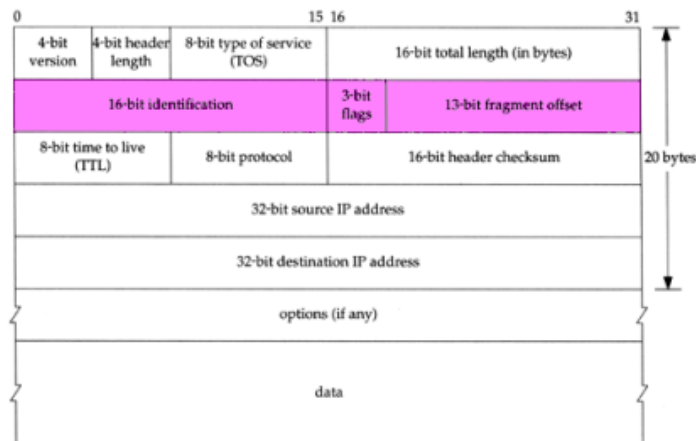 0 15 16 31
4-bit version 4-bit header length 8-bit type of service (TOS) 16-bit total length (in bytes)
16-bit identification 3-bit flags 13-bit fragment offset
8-bit time to live (TTL) 8-bit protocol 16-bit header checksum
20 bytes
32-bit source IP address
32-bit destination IP address
options (if any)
data